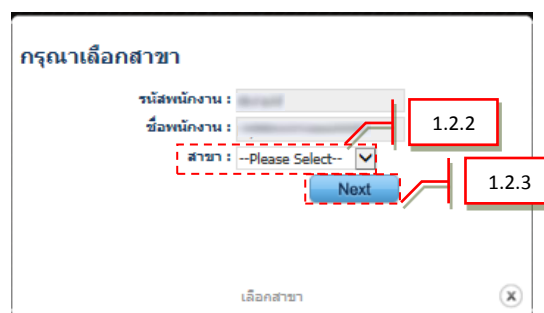 กรุณาเลือกสาขา
รหัสพนักงาน :
ชื่อพนักงาน :
1.2.2
สาขา : --Please Select--
Next
1.2.3
เลือกสาขา
x